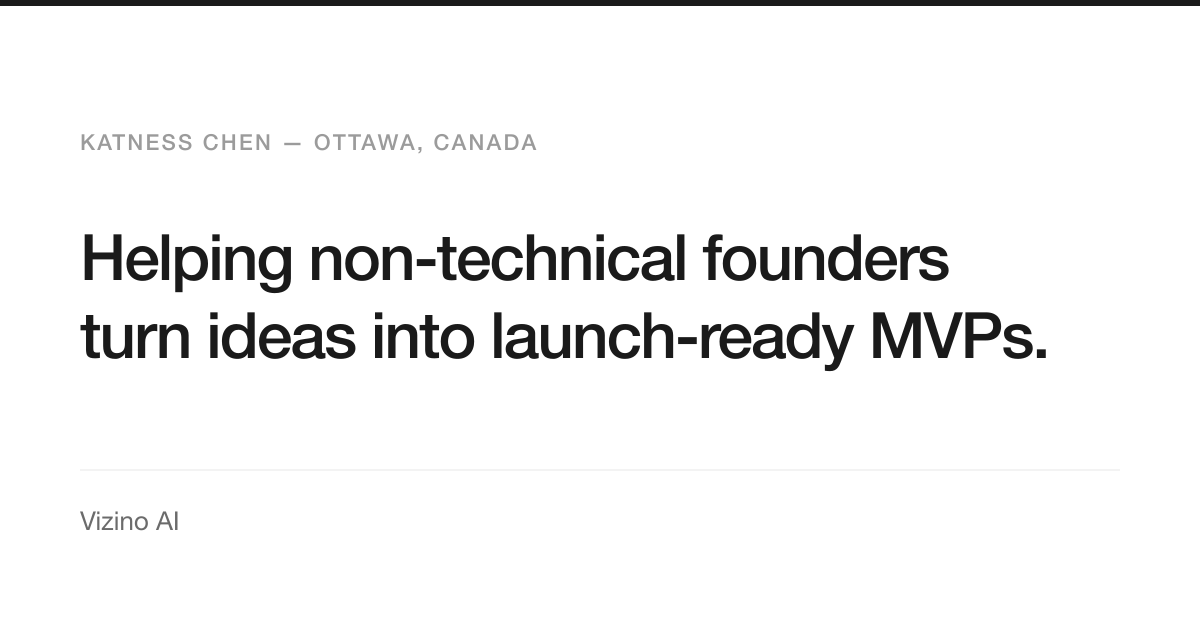 KATNESS CHEN — OTTAWA, CANADA
Helping non-technical founders
turn ideas into launch-ready MVPs.
Vizino AI